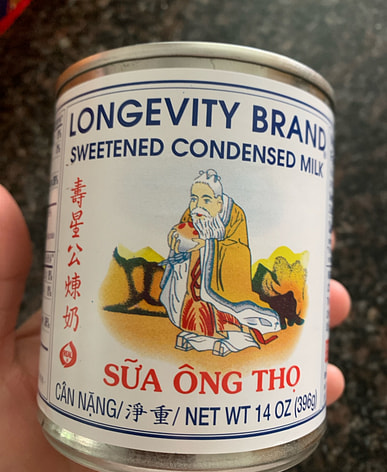 LONGEVITY BRAND
SWEETENED CONDENSED MILK
壽星公煉奶
REAL
SỮA ÔNG THỌ
CÂN NẶNG/淨重/ NET WT 14 OZ (396g)